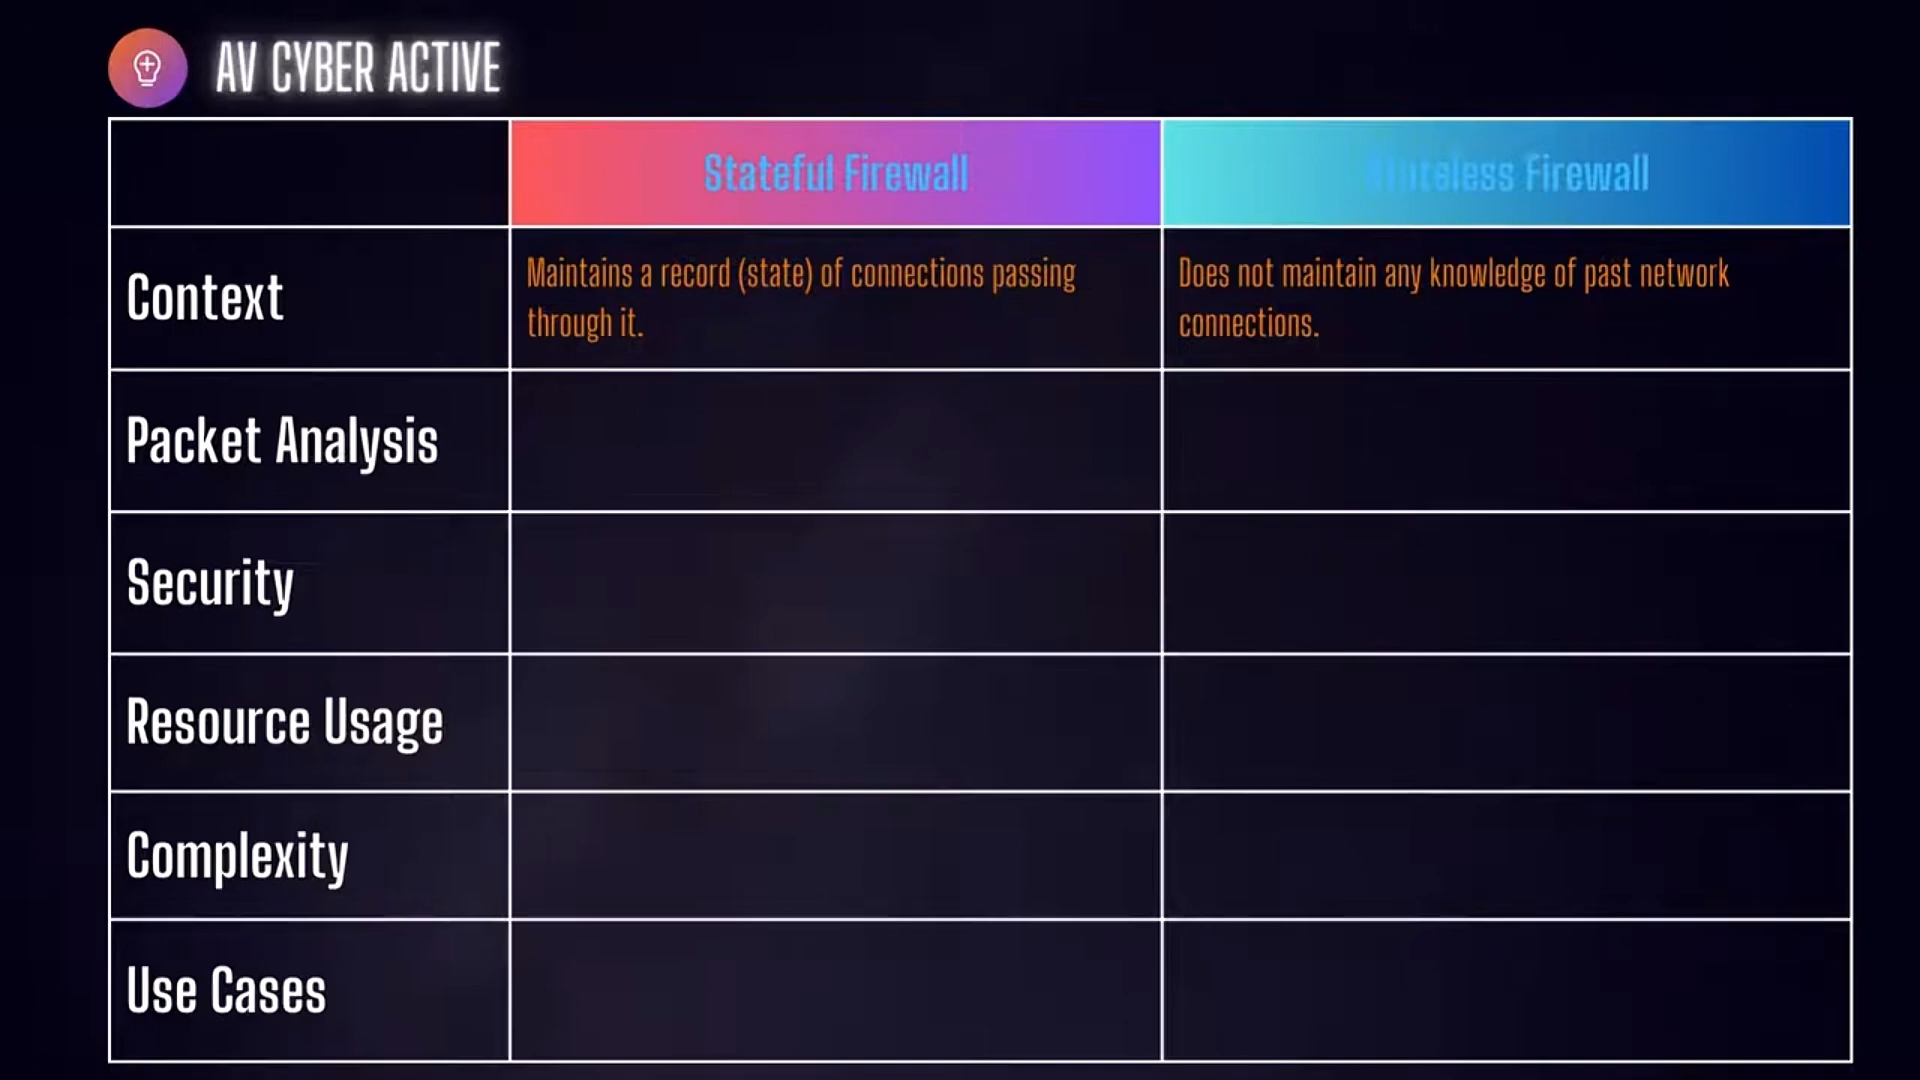 AV CYBER ACTIVE
Stateful Firewall
Stateless Firewall
Context
Maintains a record (state) of connections passing
through it.
Does not maintain any knowledge of past network
connections.
Packet Analysis
Security
Resource Usage
Complexity
Use Cases